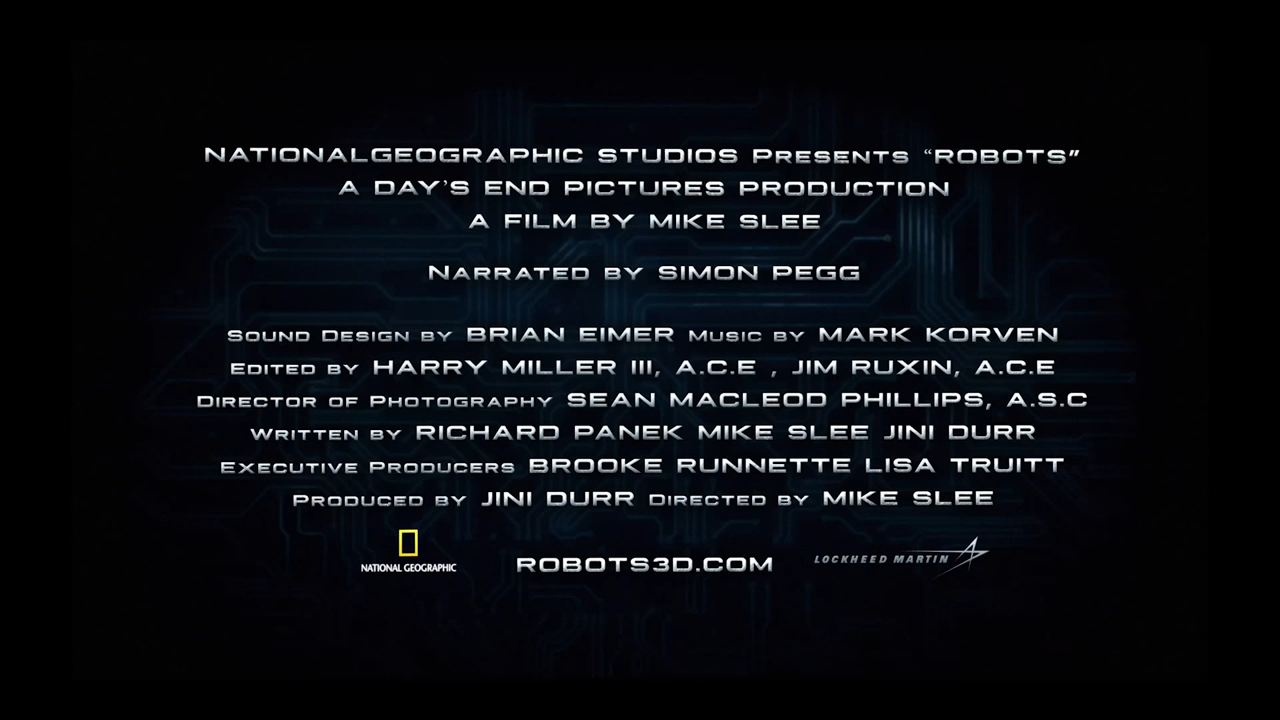 NATIONALGEOGRAPHIC STUDIOS PRESENTS “ROBOTS”
A DAY'S END PICTURES PRODUCTION
A FILM BY MIKE SLEE
NARRATED BY SIMON PEGG
SOUND DESIGN BY BRIAN EIMER MUSIC BY MARK KORVEN
EDITED BY HARRY MILLER III, A.C.E , JIM RUXIN, A.C.E
DIRECTOR OF PHOTOGRAPHY SEAN MACLEOD PHILLIPS, A.S.C
WRITTEN BY RICHARD PANEK MIKE SLEE JINI DURR
EXECUTIVE PRODUCERS BROOKE RUNNETTE LISA TRUITT
PRODUCED BY JINI DURR DIRECTED BY MIKE SLEE
NATIONAL GEOGRAPHIC ROBOTS3D.COM LOCKHEED MARTIN